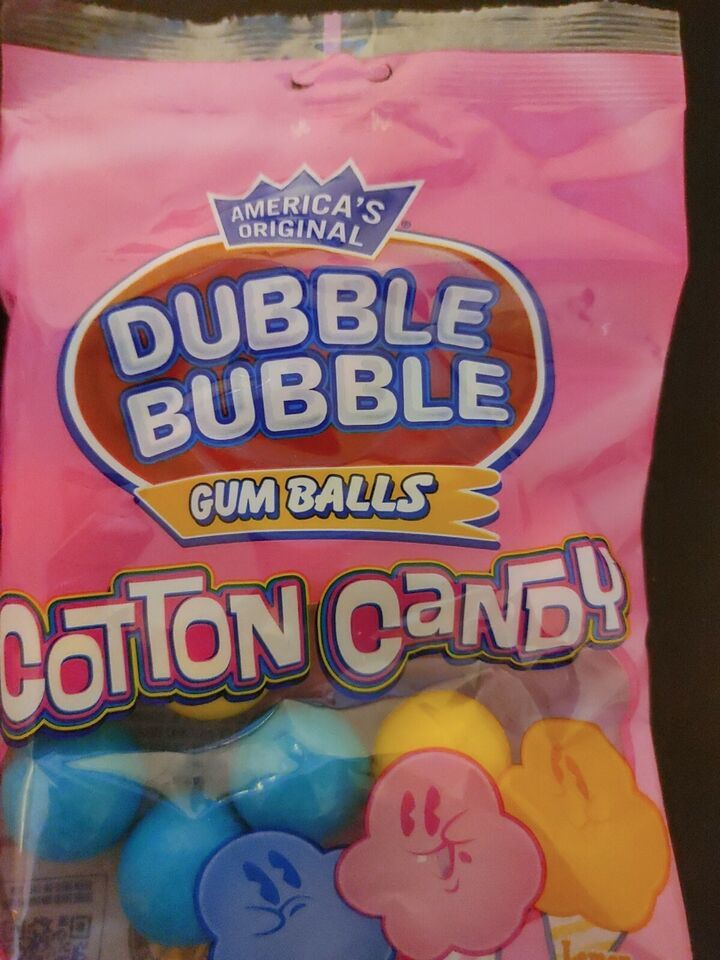 AMERICA'S
ORIGINAL
DUBBLE
BUBBLE
GUM BALLS
COTTON CANDY